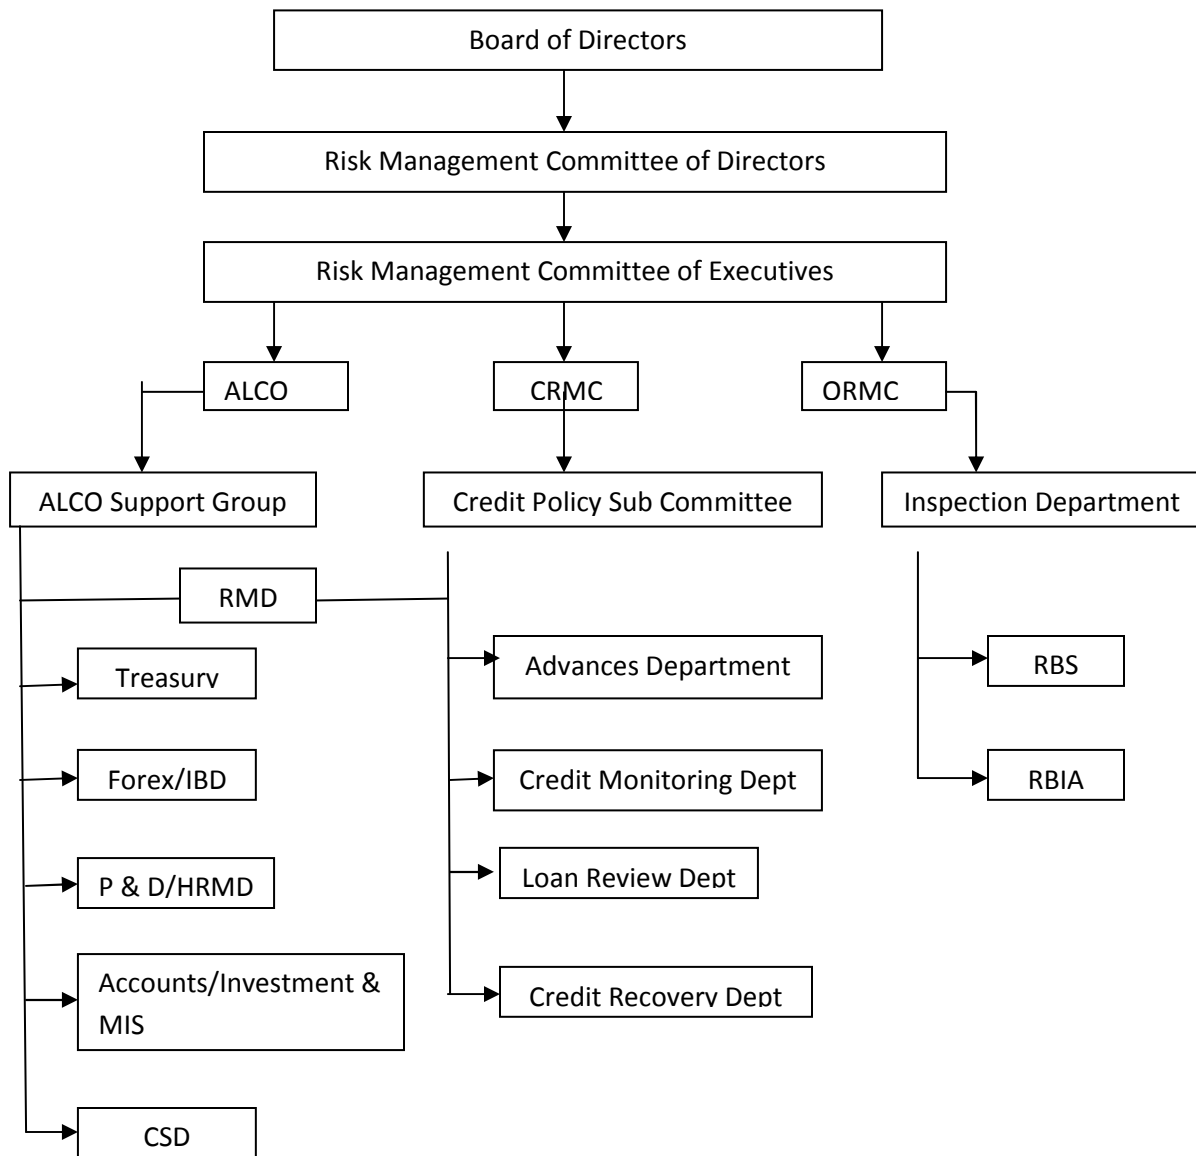 Board of Directors
Risk Management Committee of Directors
Risk Management Committee of Executives
ALCO
CRMC
ORMC
ALCO Support Group
Credit Policy Sub Committee
Inspection Department
RMD
Treasury
Advances Department
RBS
Forex/IBD
Credit Monitoring Dept
RBIA
P & D/HRMD
Loan Review Dept
Accounts/Investment &
MIS
Credit Recovery Dept
CSD